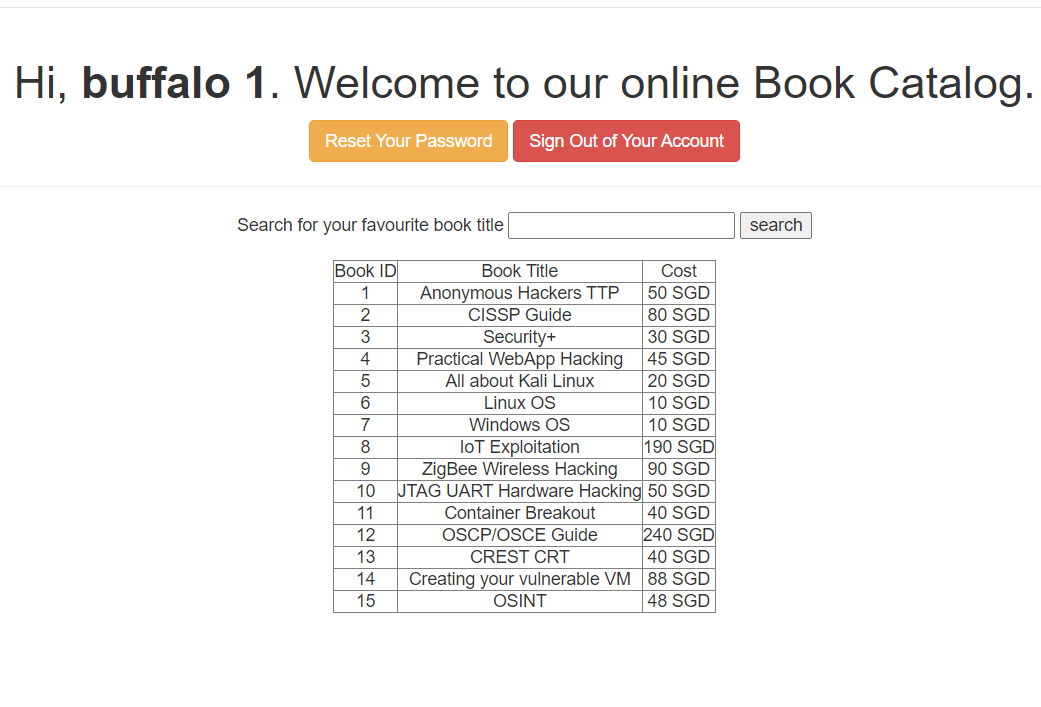 Hi, buffalo 1. Welcome to our online Book Catalog.
Reset Your Password Sign Out of Your Account
Search for your favourite book title search
Book ID Book Title Cost
1 Anonymous Hackers TTP 50 SGD
2 CISSP Guide 80 SGD
3 Security+ 30 SGD
4 Practical WebApp Hacking 45 SGD
5 All about Kali Linux 20 SGD
6 Linux OS 10 SGD
7 Windows OS 10 SGD
8 IoT Exploitation 190 SGD
9 ZigBee Wireless Hacking 90 SGD
10 JTAG UART Hardware Hacking 50 SGD
11 Container Breakout 40 SGD
12 OSCP/OSCE Guide 240 SGD
13 CREST CRT 40 SGD
14 Creating your vulnerable VM 88 SGD
15 OSINT 48 SGD